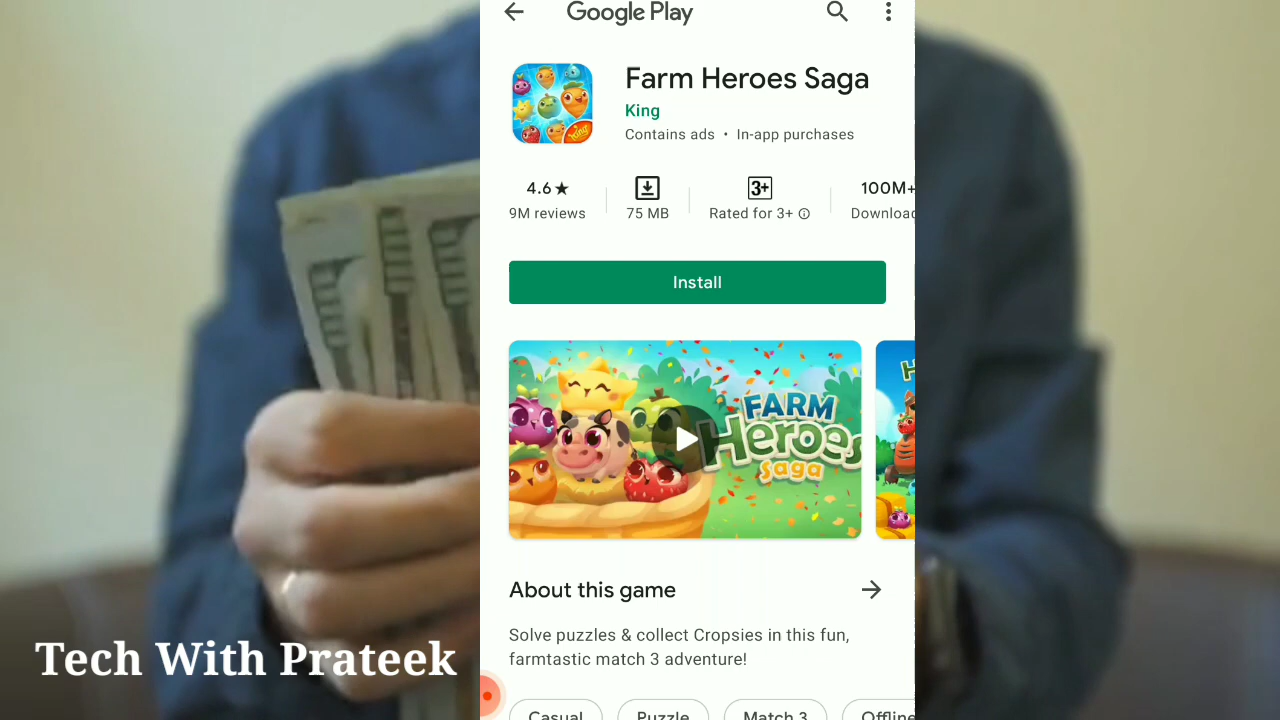 Google Play
Farm Heroes Saga
King
Contains ads • In-app purchases
4.6★
9M reviews
75 MB
3+
Rated for 3+
100M+
Install
FARM
Heroes
Saga
About this game
Solve puzzles & collect Cropsies in this fun,
farmtastic match 3 adventure!
Casual
Puzzle
Match 3
Offline
Tech With Prateek